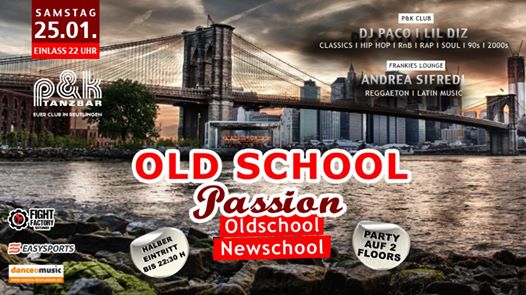 SAMSTAG
25.01.
EINLASS 22 UHR
p&k
TANZBAR
EUER CLUB IN REUTLINGEN
P&K CLUB
DJ PACO | LIL DIZ
CLASSICS | HIP HOP | RnB | RAP | SOUL | 90s | 2000s
FRANKIES LOUNGE
ANDREA SIFREDI
REGGAETON | LATIN MUSIC
OLD SCHOOL
Passion
Oldschool
Newschool
HALBER
EINTRITT
BIS 22:30 H
PARTY
AUF 2
FLOORS
FIGHT
FACTORY
EASYSPORTS
dance&music